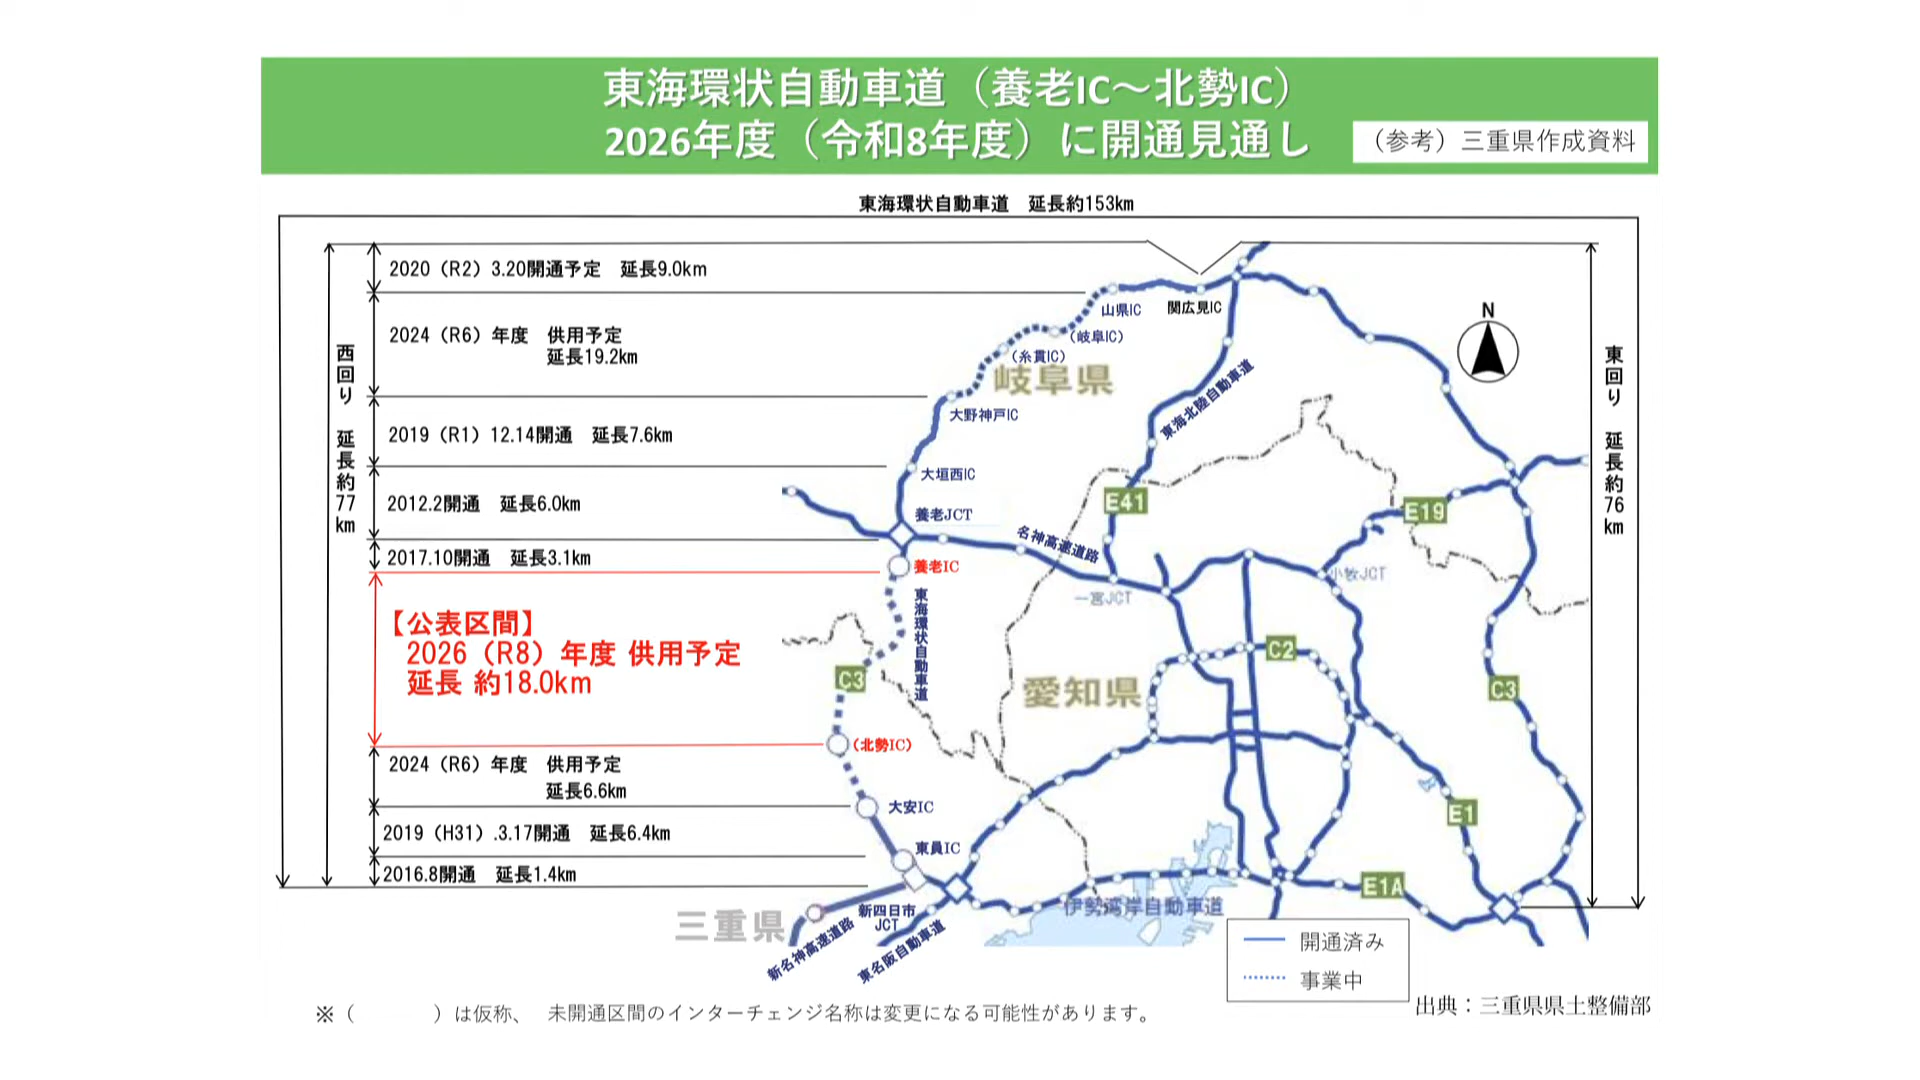 東海環状自動車道（養老IC～北勢IC）
2026年度（令和8年度）に開通見通し
（参考）三重県作成資料
東海環状自動車道　延長約153km
西回り　延長約77km
2020（R2）3.20開通予定　延長9.0km
2024（R6）年度　供用予定
延長19.2km
2019（R1）12.14開通　延長7.6km
2012.2開通　延長6.0km
2017.10開通　延長3.1km
【公表区間】
2026（R8）年度 供用予定
延長 約18.0km
2024（R6）年度　供用予定
延長6.6km
2019（H31）.3.17開通　延長6.4km
2016.8開通　延長1.4km
山県IC
関広見IC
（岐阜IC）
（糸貫IC）
岐阜県
大野神戸IC
東海北陸自動車道
大垣西IC
養老JCT
E41
E19
名神高速道路
養老IC
一宮JCT
小牧JCT
東海環状自動車道
C3
C2
愛知県
C3
（北勢IC）
大安IC
E1
東員IC
E1A
新四日市
JCT
伊勢湾岸自動車道
三重県
新名神高速道路
東名阪自動車道
N
東回り　延長約76km
開通済み
事業中
※（　　　　）は仮称、　未開通区間のインターチェンジ名称は変更になる可能性があります。
出典：三重県県土整備部